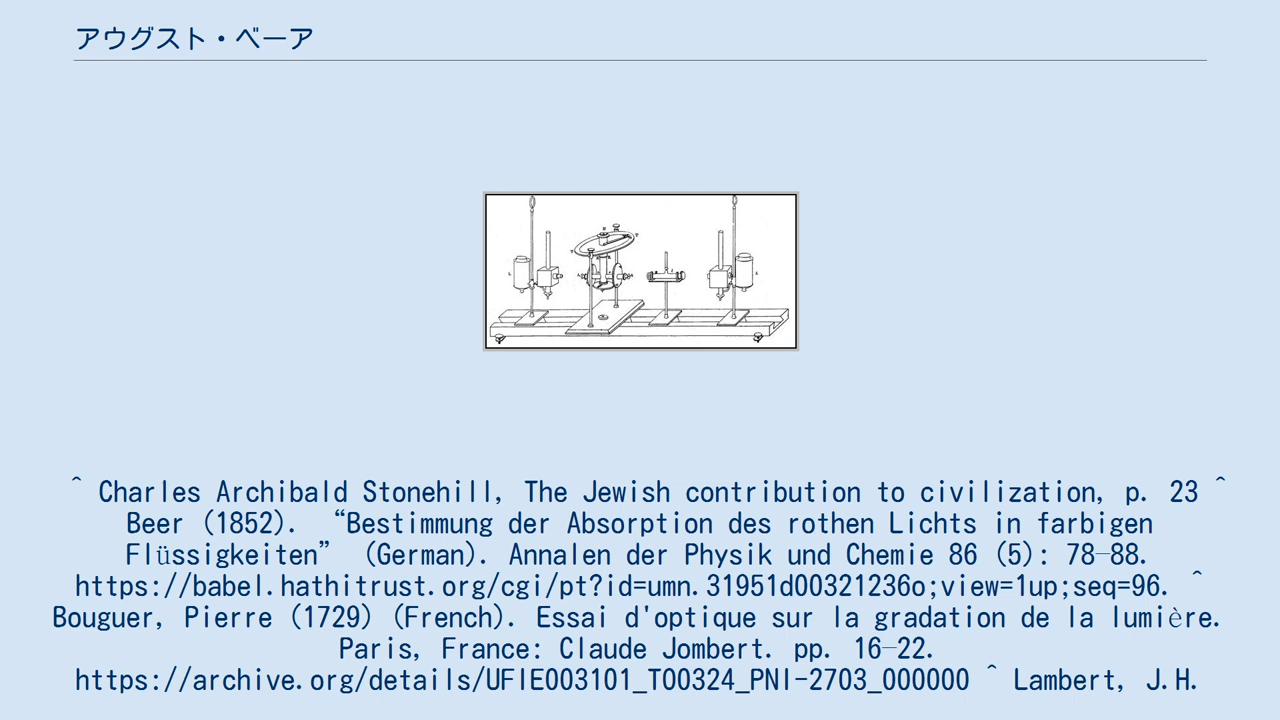 アウグスト・ベーア
^ Charles Archibald Stonehill, The Jewish contribution to civilization, p. 23 ^
Beer (1852). “Bestimmung der Absorption des rothen Lichts in farbigen
Flüssigkeiten” (German). Annalen der Physik und Chemie 86 (5): 78–88.
https://babel.hathitrust.org/cgi/pt?id=umn.31951d00321236o;view=1up;seq=96. ^
Bouguer, Pierre (1729) (French). Essai d'optique sur la gradation de la lumière.
Paris, France: Claude Jombert. pp. 16–22.
https://archive.org/details/UFIE003101_TO0324_PNI-2703_000000 ^ Lambert, J.H.